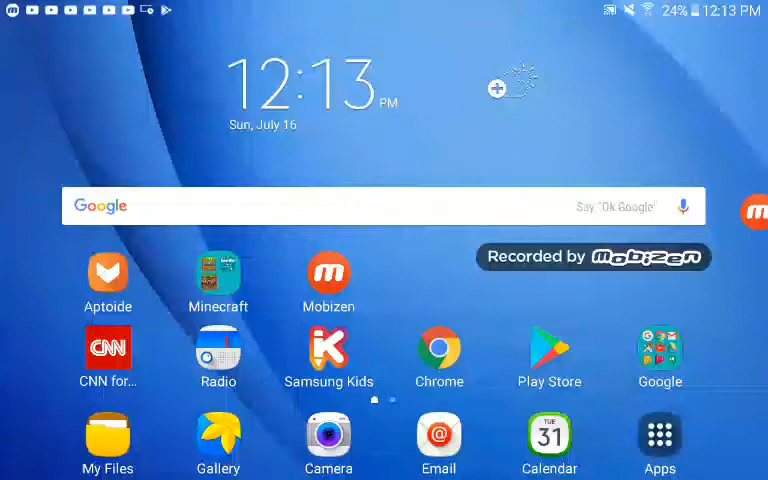 24% 12:13 PM
12:13 PM
Sun, July 16
Google Say "Ok Google"
Recorded by mobizen
Aptoide Minecraft Mobizen
CNN
CNN for... Radio Samsung Kids Chrome Play Store Google
TUE
31
My Files Gallery Camera Email Calendar Apps